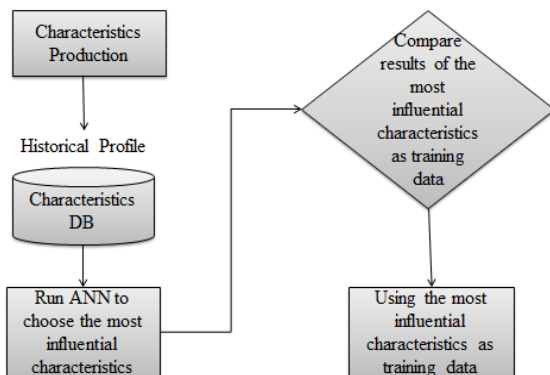 Characteristics
Production
Historical Profile
Characteristics
DB
Run ANN to
choose the most
influential
characteristics
Compare
results of the
most
influential
characteristics
as training
data
Using the most
influential
characteristics as
training data